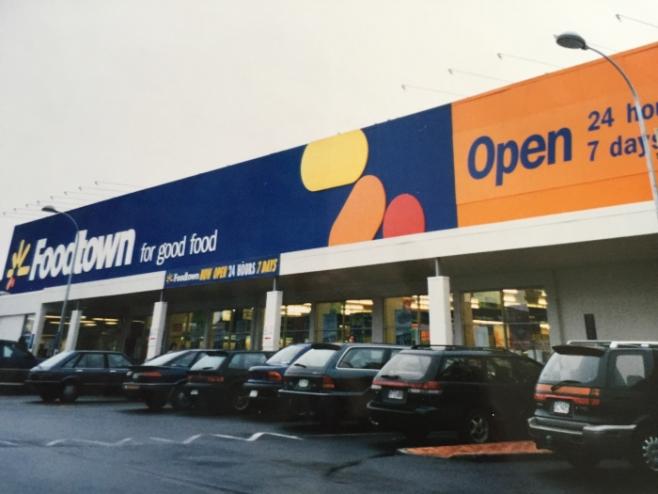 Foodtown for good food
Foodtown NOW OPEN 24 HOURS 7 DAYS
Open
24 hou
7 days